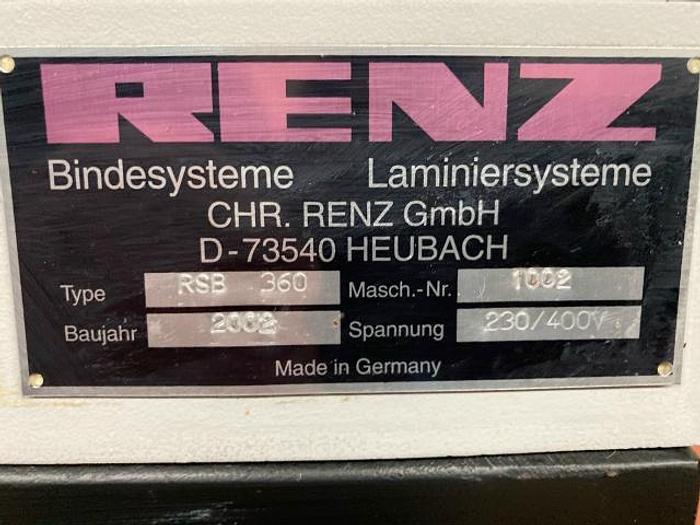 RENZ
Bindesysteme Laminiersysteme
CHR. RENZ GmbH
D-73540 HEUBACH
Type RSB 360 Masch.-Nr. 1002
Baujahr 2002 Spannung 230/400V
Made in Germany